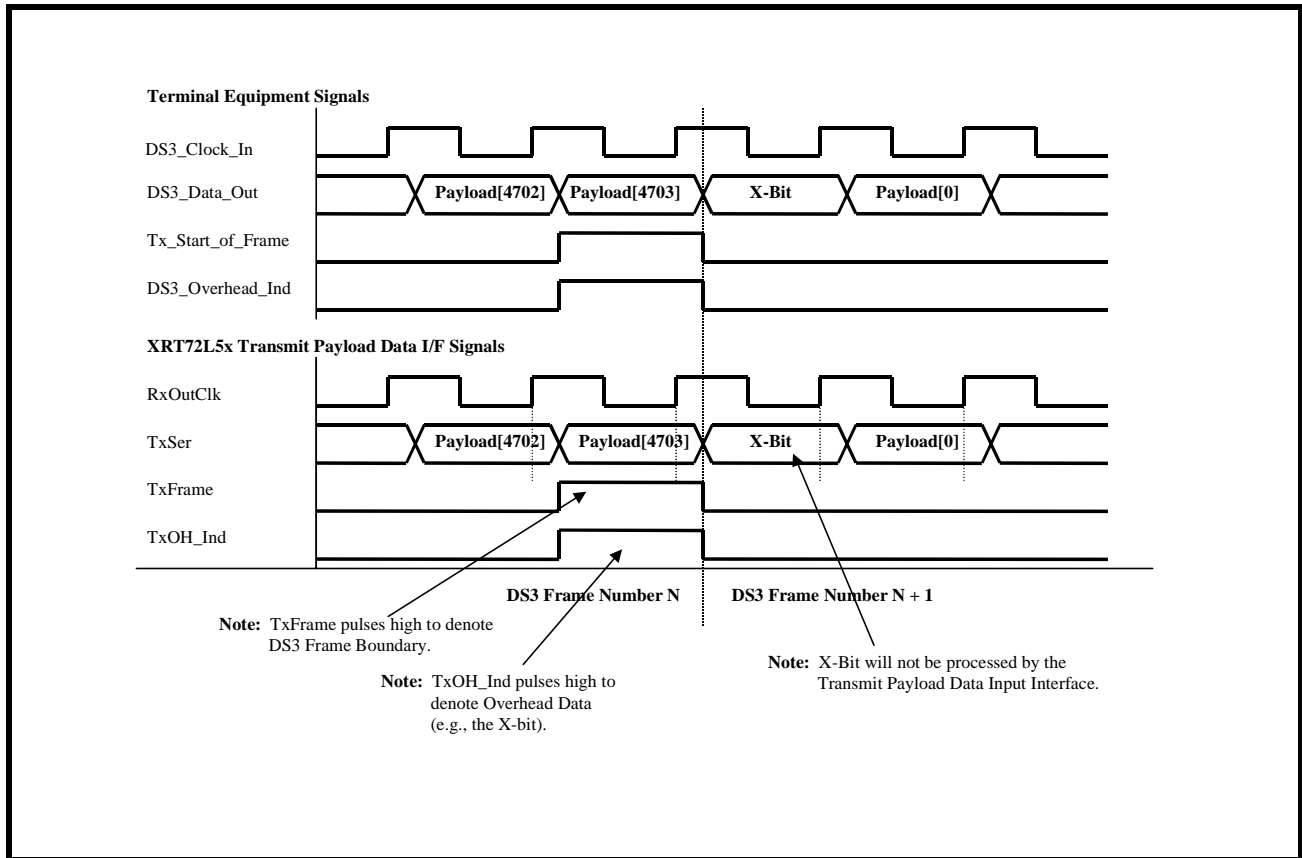 Terminal Equipment Signals
DS3_Clock_In
DS3_Data_Out
Payload[4702] Payload[4703] X-Bit Payload[0]
Tx_Start_of_Frame
DS3_Overhead_Ind
XRT72L5x Transmit Payload Data I/F Signals
RxOutClk
TxSer
Payload[4702] Payload[4703] X-Bit Payload[0]
TxFrame
TxOH_Ind
DS3 Frame Number N DS3 Frame Number N + 1
Note: TxFrame pulses high to denote
DS3 Frame Boundary.
Note: TxOH_Ind pulses high to
denote Overhead Data
(e.g., the X-bit).
Note: X-Bit will not be processed by the
Transmit Payload Data Input Interface.